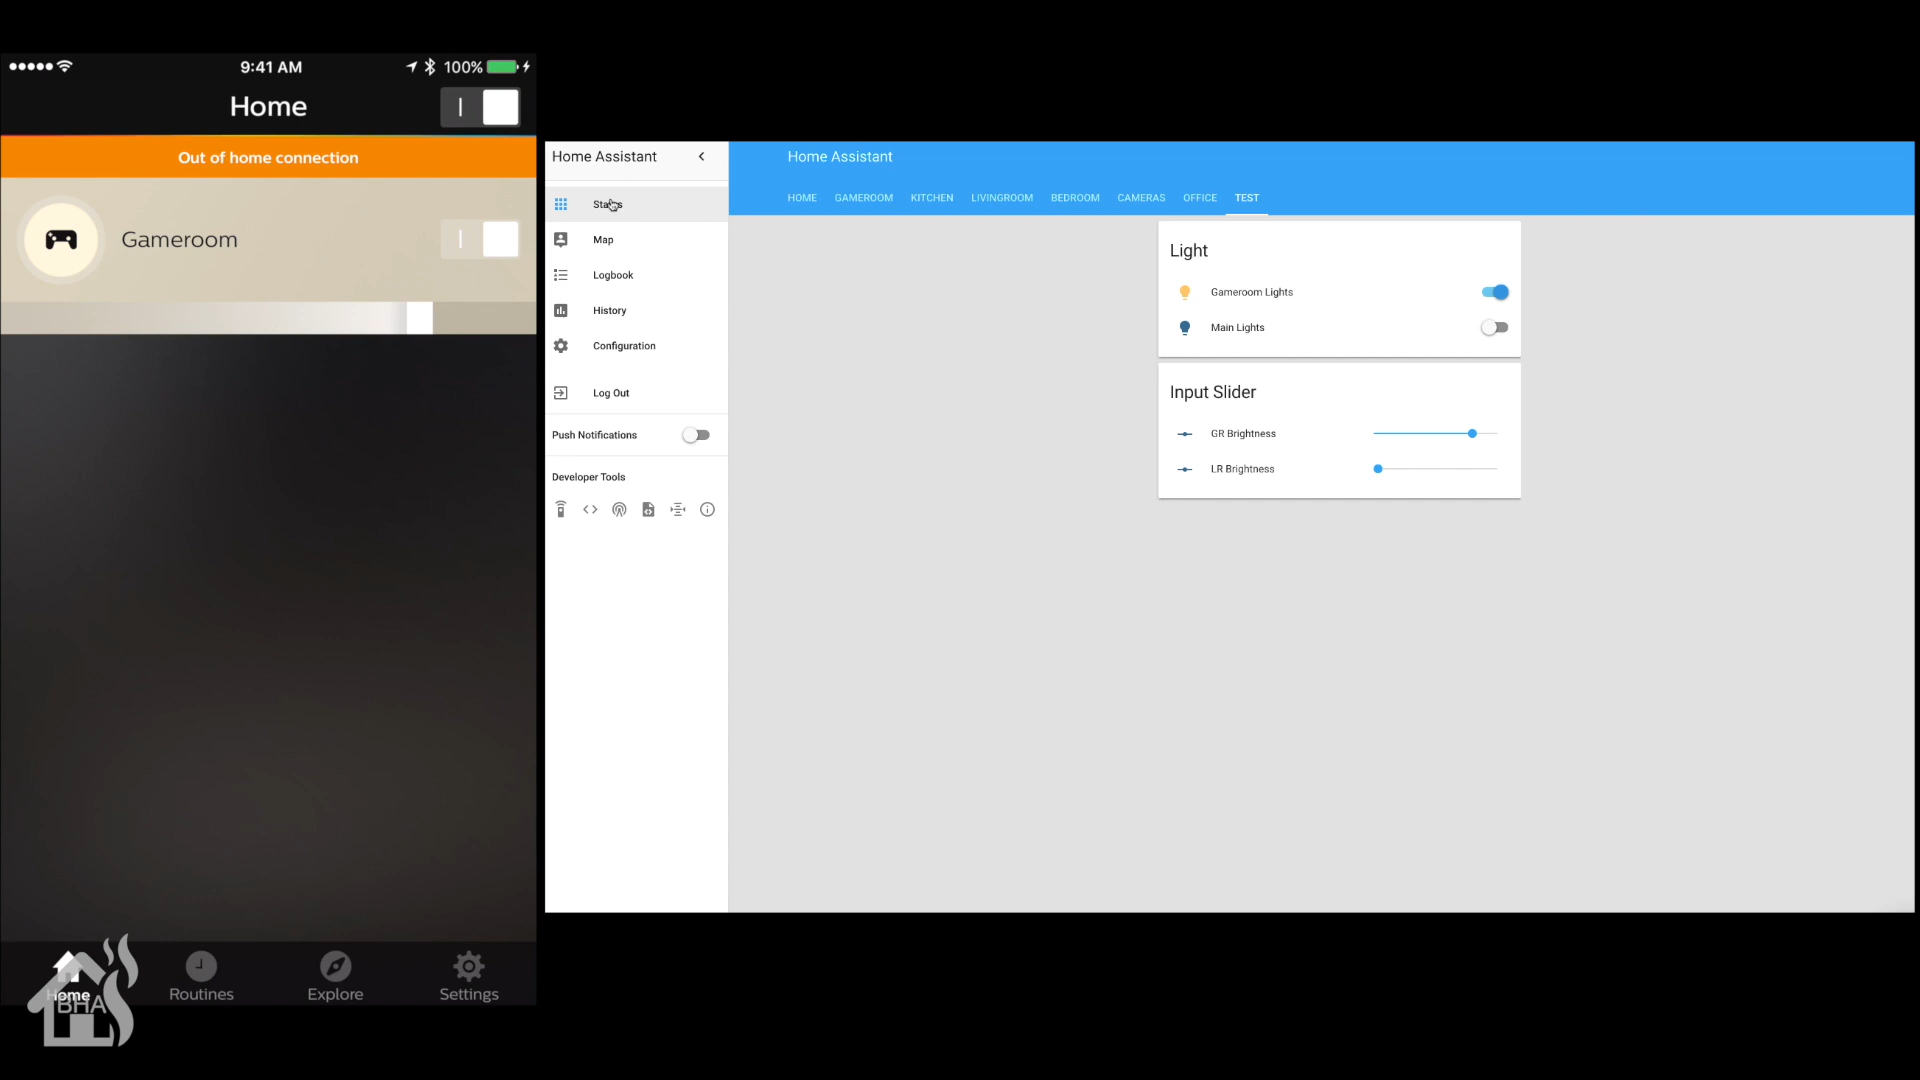 9:41 AM
100%
Home
Out of home connection
Gameroom
Home
Routines
Explore
Settings
BHA
Home Assistant
States
Map
Logbook
History
Configuration
Log Out
Push Notifications
Developer Tools
Home Assistant
HOME GAMEROOM KITCHEN LIVINGROOM BEDROOM CAMERAS OFFICE TEST
Light
Gameroom Lights
Main Lights
Input Slider
GR Brightness
LR Brightness